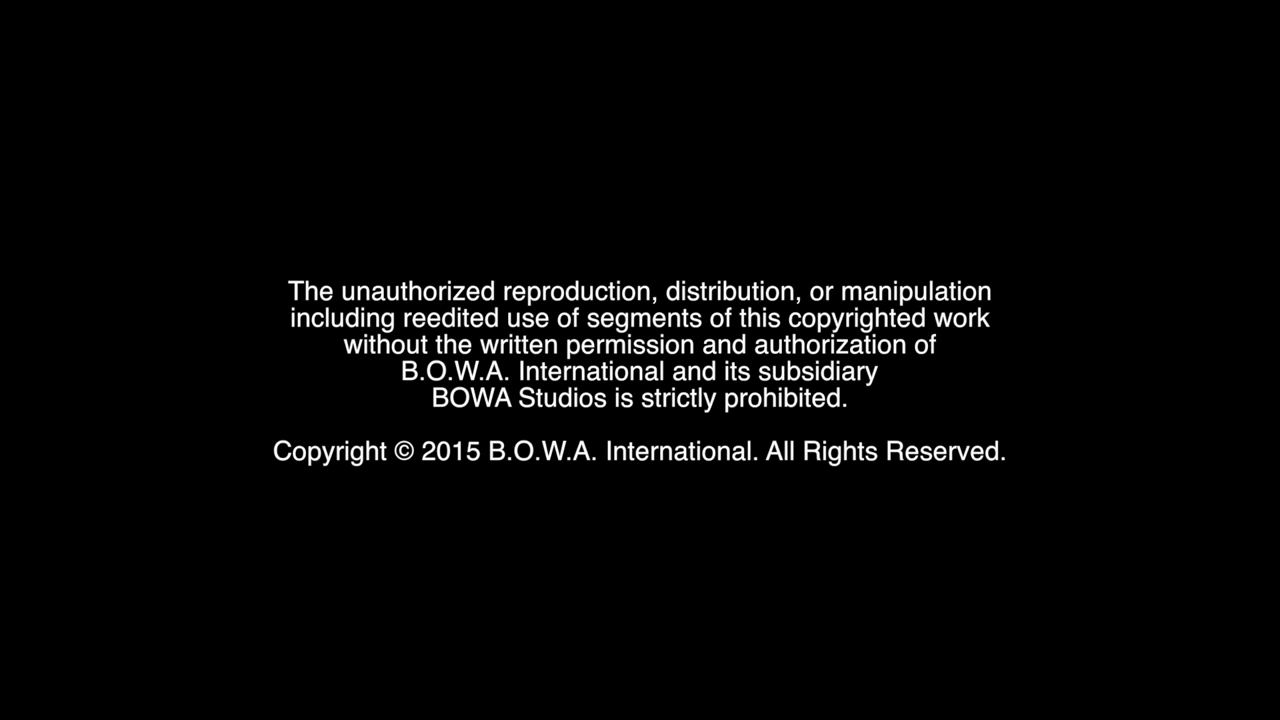 The unauthorized reproduction, distribution, or manipulation
including reedited use of segments of this copyrighted work
without the written permission and authorization of
B.O.W.A. International and its subsidiary
BOWA Studios is strictly prohibited.
Copyright © 2015 B.O.W.A. International. All Rights Reserved.